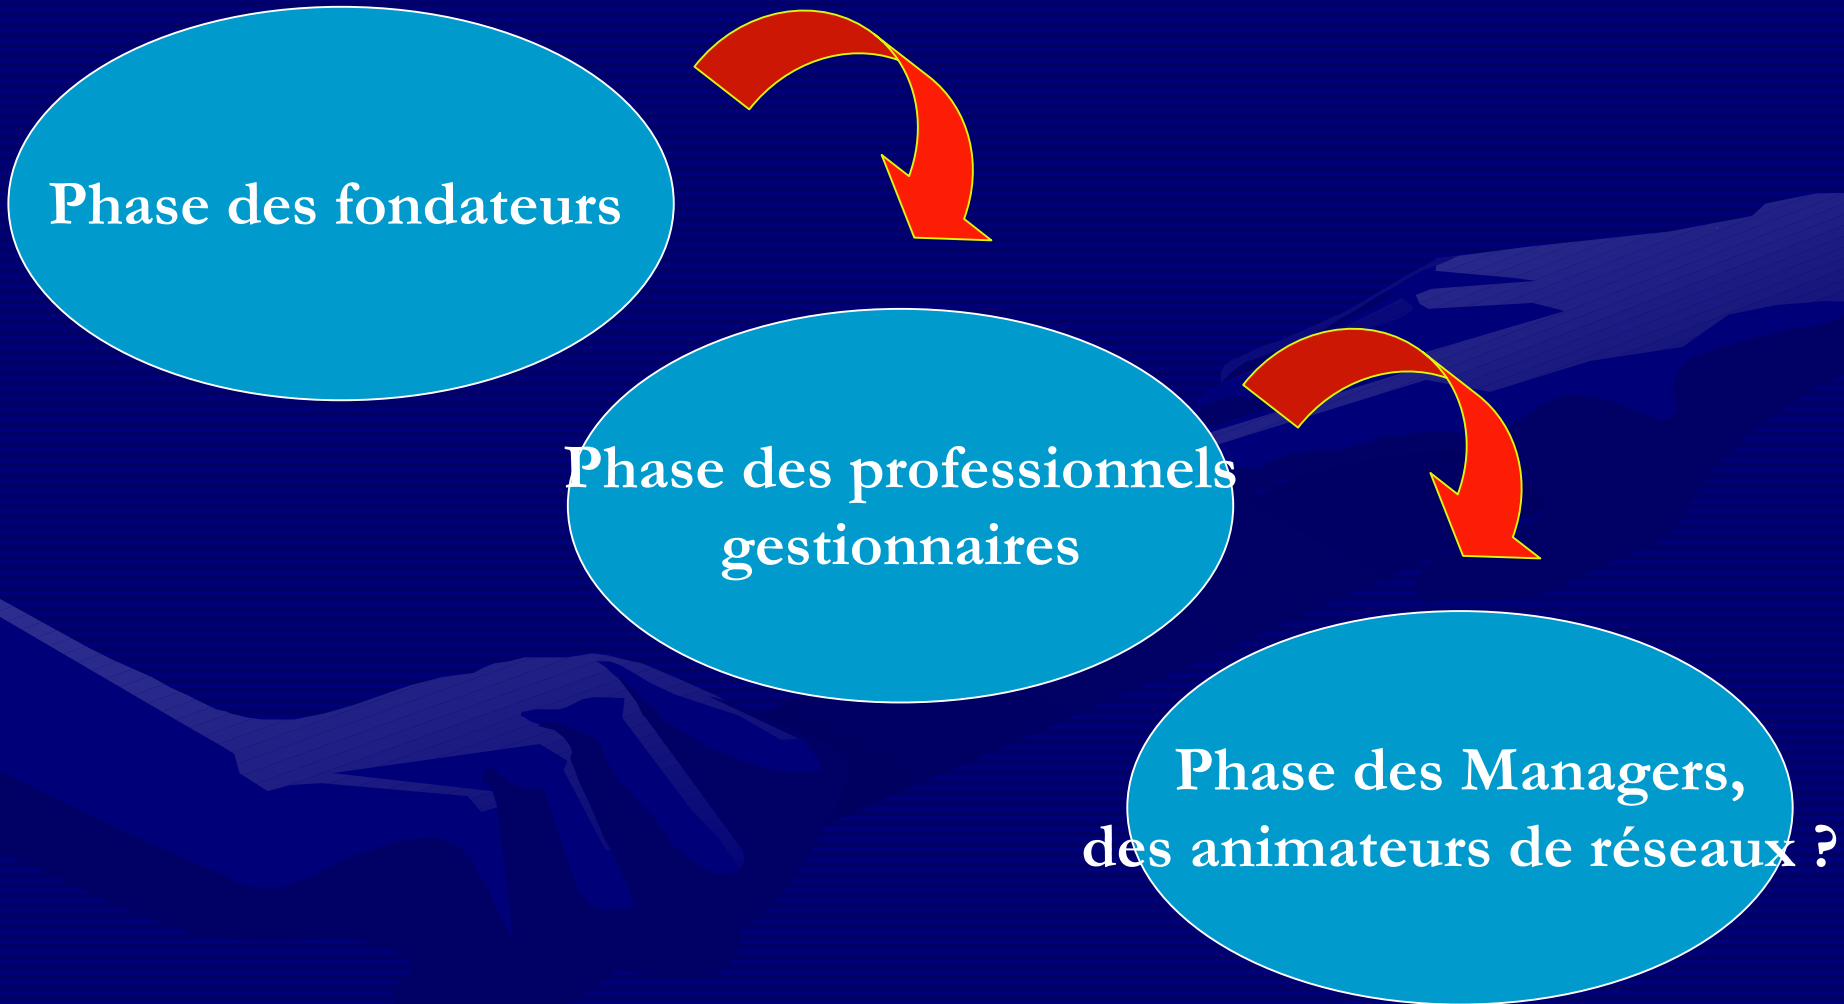 Phase des fondateurs
Phase des professionnels
gestionnaires
Phase des Managers,
des animateurs de réseaux ?